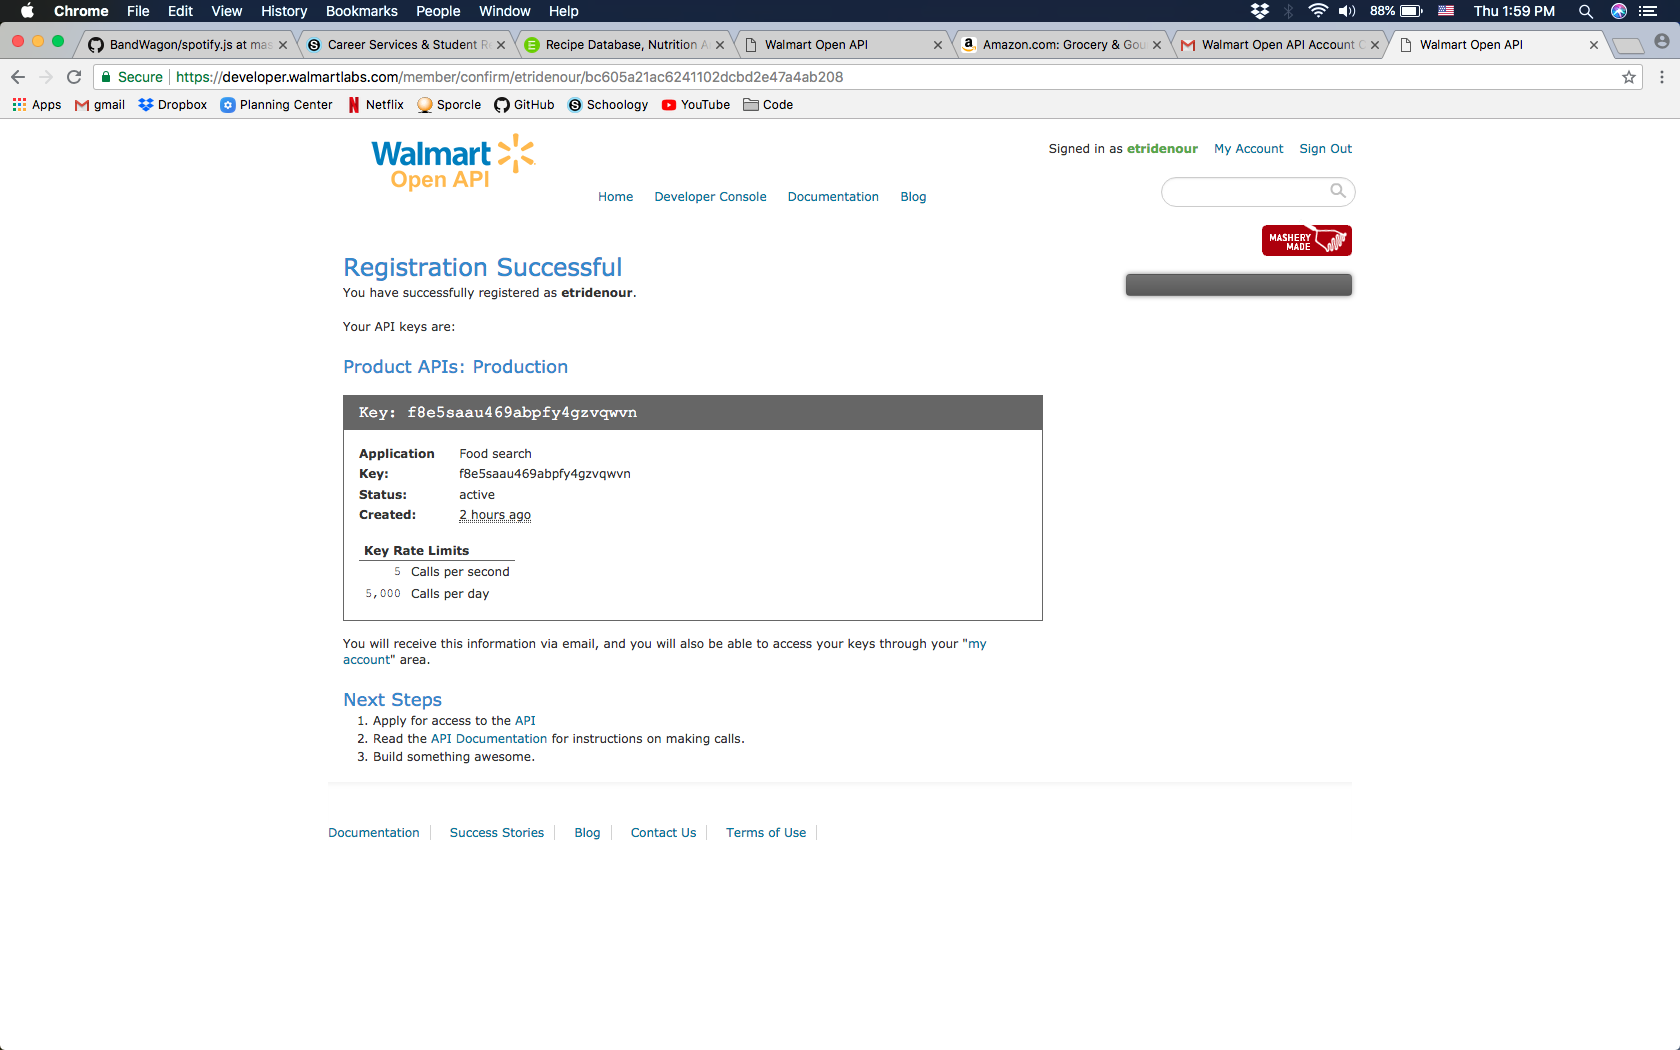 Chrome File Edit View History Bookmarks People Window Help 88% Thu 1:59 PM
BandWagon/spotify.js at mas Career Services & Student R Recipe Database, Nutrition A Walmart Open API Amazon.com: Grocery & Gou Walmart Open API Account C Walmart Open API
Secure https://developer.walmartlabs.com/member/confirm/etridenour/bc605a21ac6241102dcbd2e47a4ab208
Apps gmail Dropbox Planning Center Netflix Sporcle GitHub Schoology YouTube Code
Walmart
Open API
Signed in as etridenour My Account Sign Out
Home Developer Console Documentation Blog
MASHERY
MADE
Registration Successful
You have successfully registered as etridenour.
Your API keys are:
Product APIs: Production
Key: f8e5saau469abpfy4gzvqwvn
Application Food search
Key: f8e5saau469abpfy4gzvqwvn
Status: active
Created: 2 hours ago
Key Rate Limits
5 Calls per second
5,000 Calls per day
You will receive this information via email, and you will also be able to access your keys through your "my
account" area.
Next Steps
1. Apply for access to the API
2. Read the API Documentation for instructions on making calls.
3. Build something awesome.
Documentation Success Stories Blog Contact Us Terms of Use